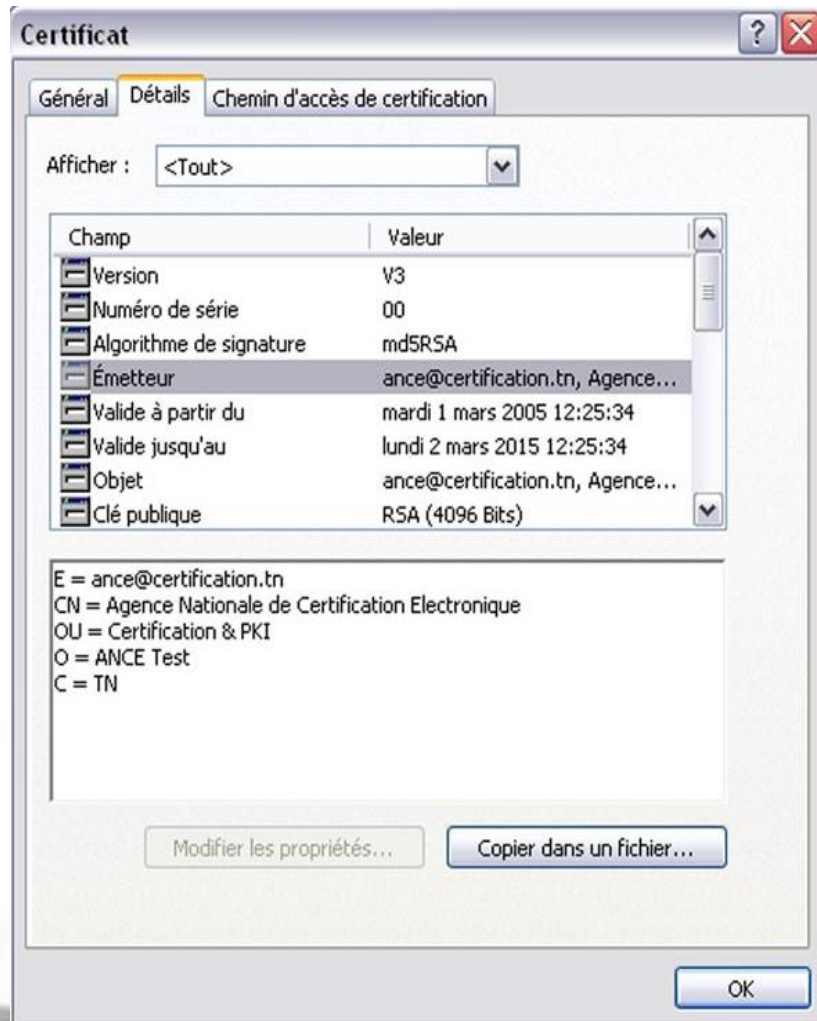 Certificat
Général Détails Chemin d'accès de certification
Afficher : <Tout>
Champ Valeur
Version V3
Numéro de série 00
Algorithme de signature md5RSA
Émetteur ance@certification.tn, Agence...
Valide à partir du mardi 1 mars 2005 12:25:34
Valide jusqu'au lundi 2 mars 2015 12:25:34
Objet ance@certification.tn, Agence...
Clé publique RSA (4096 Bits)
E = ance@certification.tn
CN = Agence Nationale de Certification Electronique
OU = Certification & PKI
O = ANCE Test
C = TN
Modifier les propriétés... Copier dans un fichier...
OK